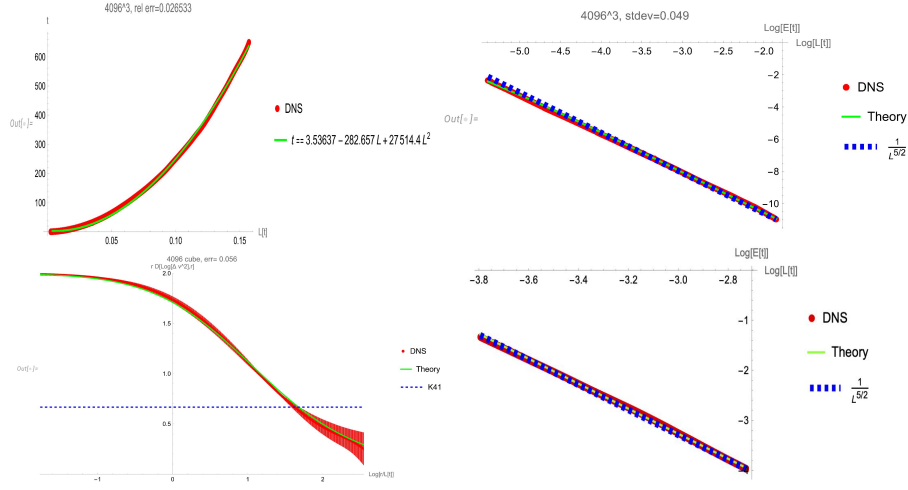 4096^3, rel err=0.026533
t
600
500
400
300
200
100
0.05
0.10
0.15
L[t]
Out[◦]=
DNS
t == 3.53637 − 282.657 L + 27 514.4 L²
4096^3, stdev=0.049
Log[E[t]]
Log[L[t]]
-5.0
-4.5
-4.0
-3.5
-3.0
-2.5
-2.0
-2
-4
-6
-8
-10
Out[◦]=
DNS
Theory
1
L^5/2
4096 cube, err= 0.056
r D[Log[Δ v^2],r]
2.0
1.5
1.0
0.5
-1
0
1
2
Log[r/L[t]]
Out[◦]=
DNS
Theory
K41
Log[E[t]]
Log[L[t]]
-3.8
-3.6
-3.4
-3.2
-3.0
-2.8
-1
-2
-3
DNS
Theory
1
L^5/2